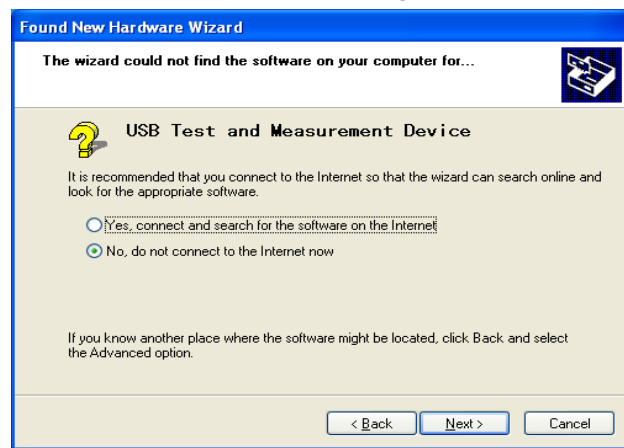 Found New Hardware Wizard
The wizard could not find the software on your computer for...
USB Test and Measurement Device
It is recommended that you connect to the Internet so that the wizard can search online and
look for the appropriate software.
Yes, connect and search for the software on the Internet
No, do not connect to the Internet now
If you know another place where the software might be located, click Back and select
the Advanced option.
< Back Next > Cancel